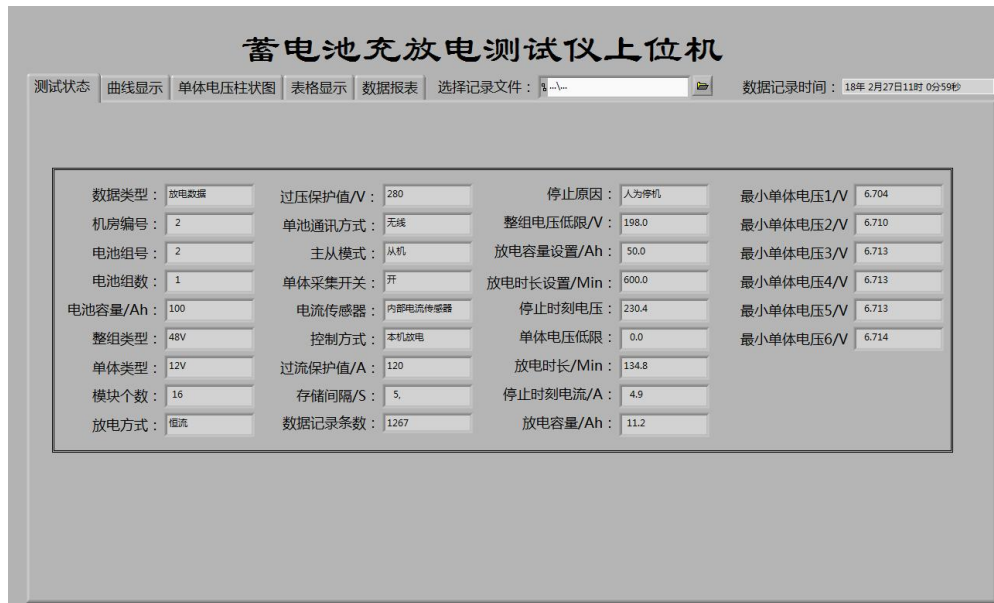 蓄电池充放电测试仪上位机
测试状态 曲线显示 单体电压柱状图 表格显示 数据报表 选择记录文件： ...\... 数据记录时间： 18年 2月27日11时 0分59秒
数据类型： 放电数据 过压保护值/V： 280 停止原因： 人为停机 最小单体电压1/V 6.704
机房编号： 2 单池通讯方式： 无线 整组电压低限/V： 198.0 最小单体电压2/V 6.710
电池组号： 2 主从模式： 从机 放电容量设置/Ah： 50.0 最小单体电压3/V 6.713
电池组数： 1 单体采集开关： 开 放电时长设置/Min： 600.0 最小单体电压4/V 6.713
电池容量/Ah： 100 电流传感器： 内部电流传感器 停止时刻电压： 230.4 最小单体电压5/V 6.713
整组类型： 48V 控制方式： 本机放电 单体电压低限： 0.0 最小单体电压6/V 6.714
单体类型： 12V 过流保护值/A： 120 放电时长/Min： 134.8
模块个数： 16 存储间隔/S： 5, 停止时刻电流/A： 4.9
放电方式： 恒流 数据记录条数： 1267 放电容量/Ah： 11.2